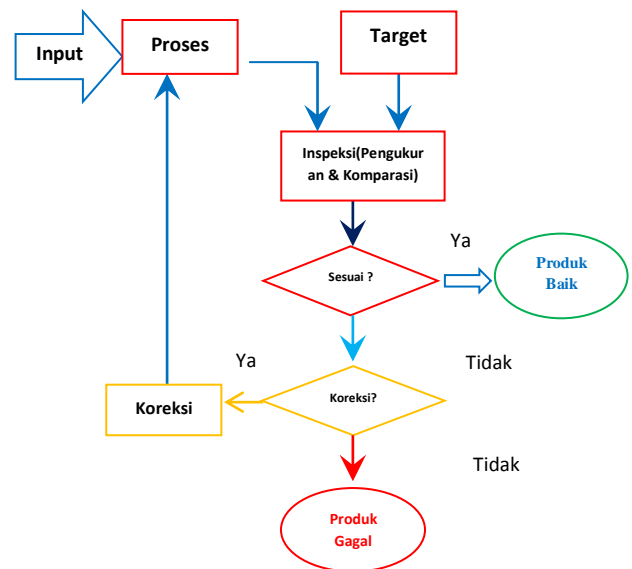 Input
Proses
Target
Inspeksi(Pengukur
an & Komparasi)
Sesuai ?
Ya
Produk
Baik
Tidak
Ya
Koreksi
Koreksi?
Tidak
Produk
Gagal